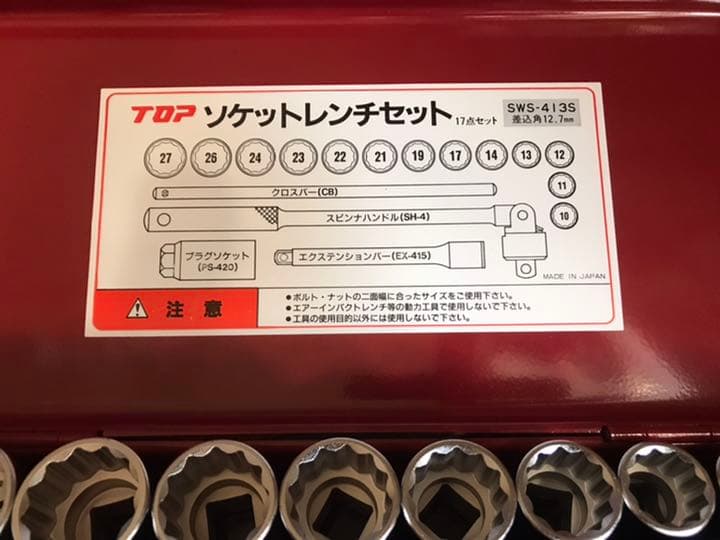 TOP ソケットレンチセット 17点セット SWS-413S
差込角12.7mm
27 26 24 23 22 21 19 17 14 13 12
11
10
クロスバー(CB)
スピンナハンドル(SH-4)
プラグソケット
(PS-420)
エクステンションバー(EX-415)
MADE IN JAPAN
注意
●ボルト・ナットの二面幅に合ったサイズをご使用下さい。
●エアーインパクトレンチ等の動力工具で使用しないで下さい。
●工具の使用目的以外には使用しないで下さい。